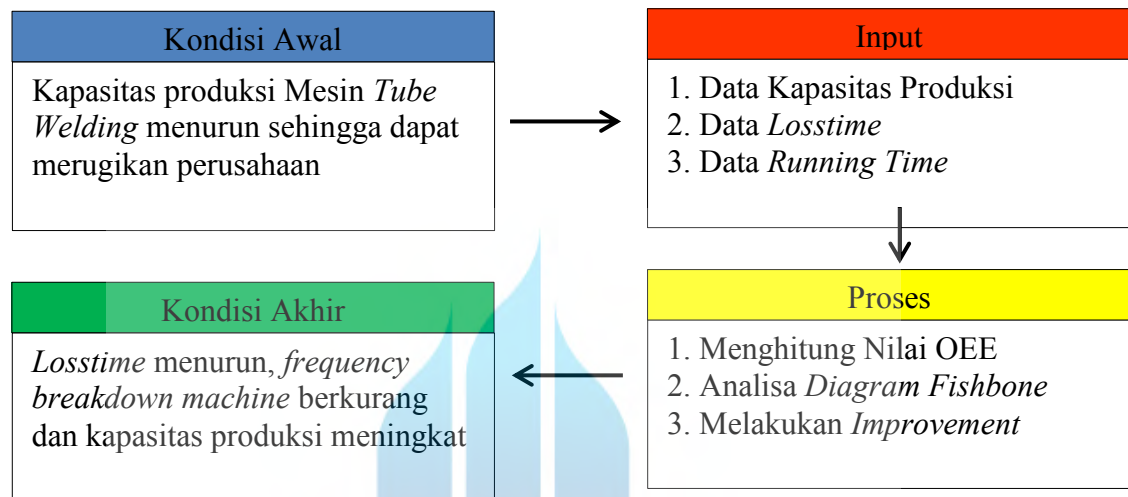 Kondisi Awal
Kapasitas produksi Mesin Tube
Welding menurun sehingga dapat
merugikan perusahaan
Input
1. Data Kapasitas Produksi
2. Data Losstime
3. Data Running Time
Proses
1. Menghitung Nilai OEE
2. Analisa Diagram Fishbone
3. Melakukan Improvement
Kondisi Akhir
Losstime menurun, frequency
breakdown machine berkurang
dan kapasitas produksi meningkat